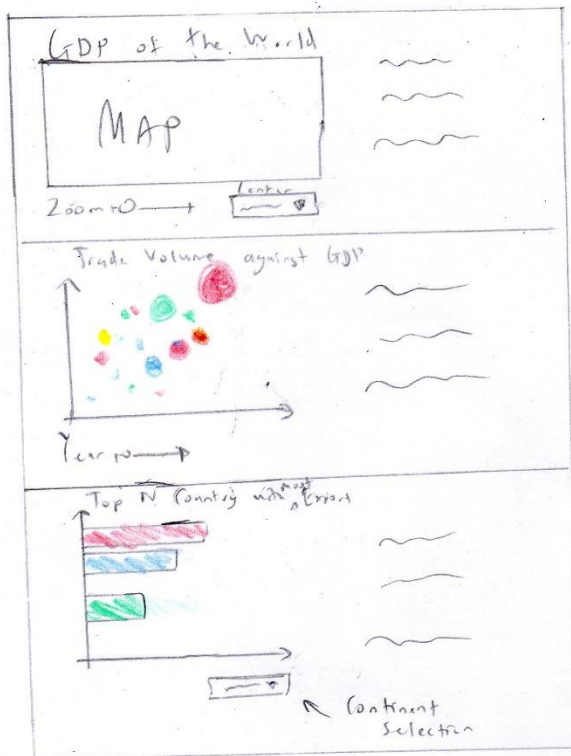 GDP of the World
MAP
Center
Zoom
Trade Volume against GDP
Year
Top N Country with most Export
Continent
Selection